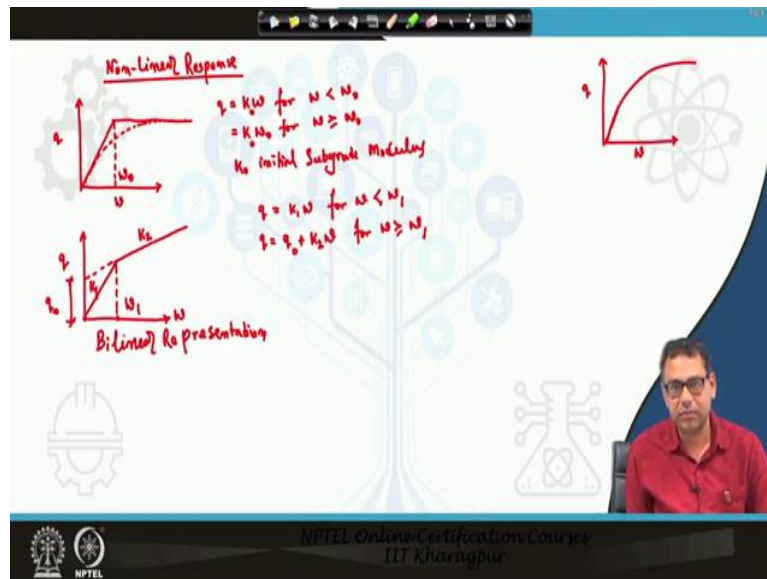 Non-Linear Response
q
w₀
w
q = k₀w for w < w₀
= k₀w₀ for w ≥ w₀
k₀ initial Subgrade Modulus
q
w
q
q₀
k₁
k₂
w₁
w
q = k₁w for w < w₁
q = q₀ + k₂w for w ≥ w₁
Bilinear Representation
NPTEL Online Certification Courses
IIT Kharagpur
NPTEL